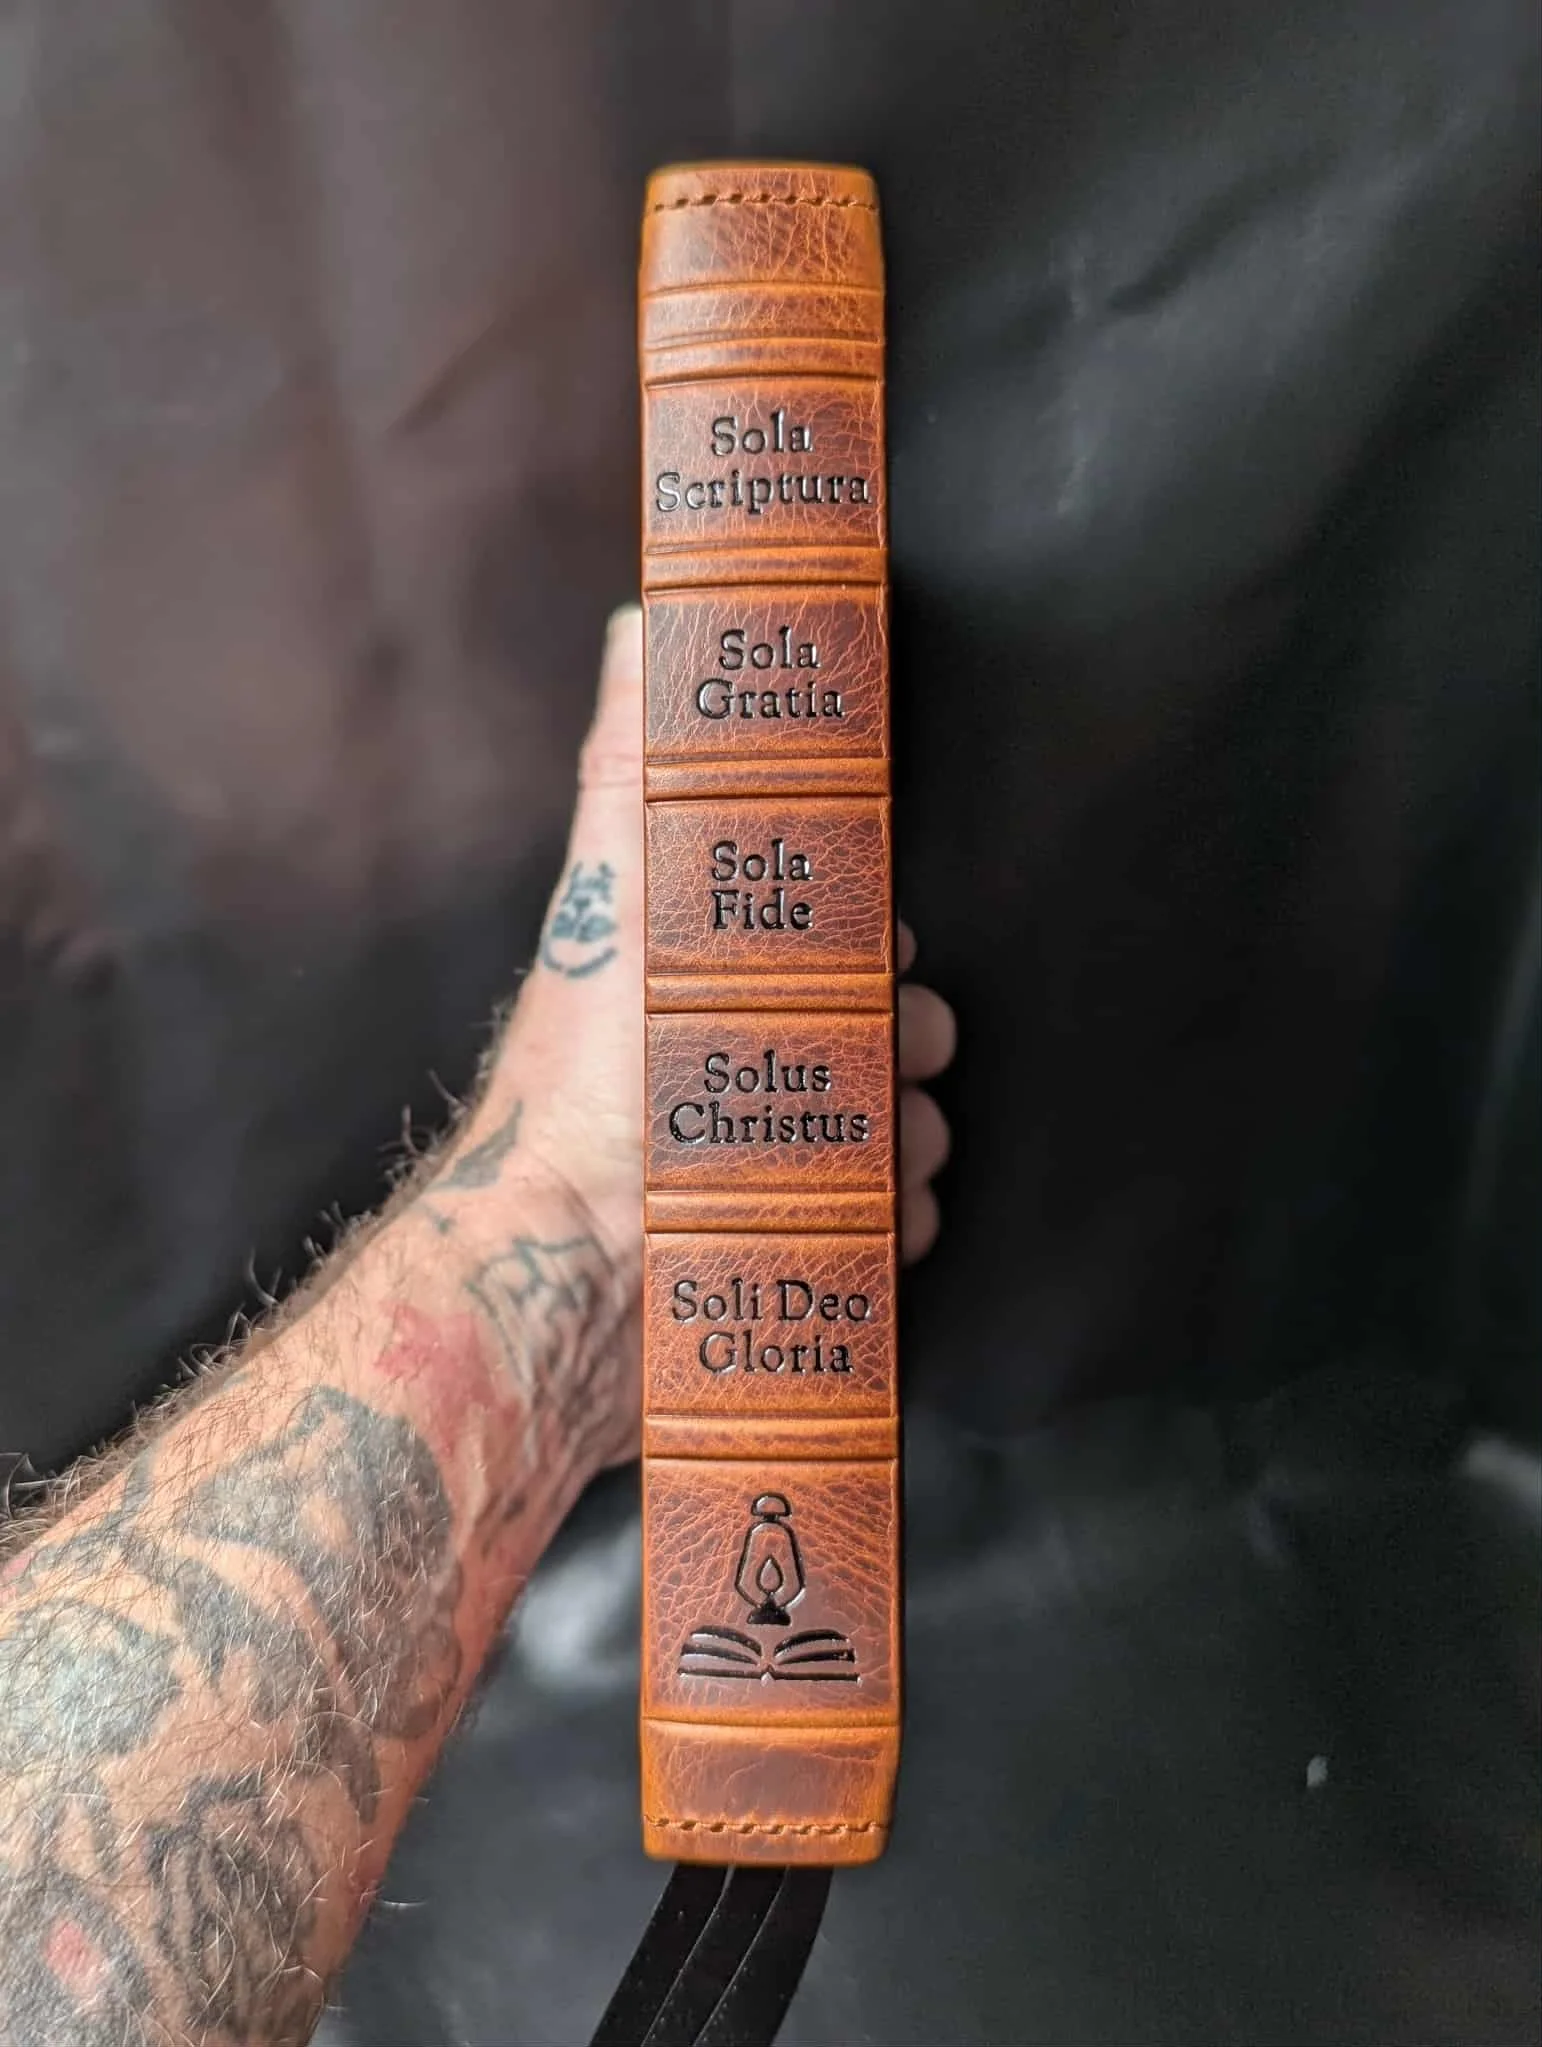 Sola
Scriptura
Sola
Gratia
Sola
Fide
Solus
Christus
Soli Deo
Gloria